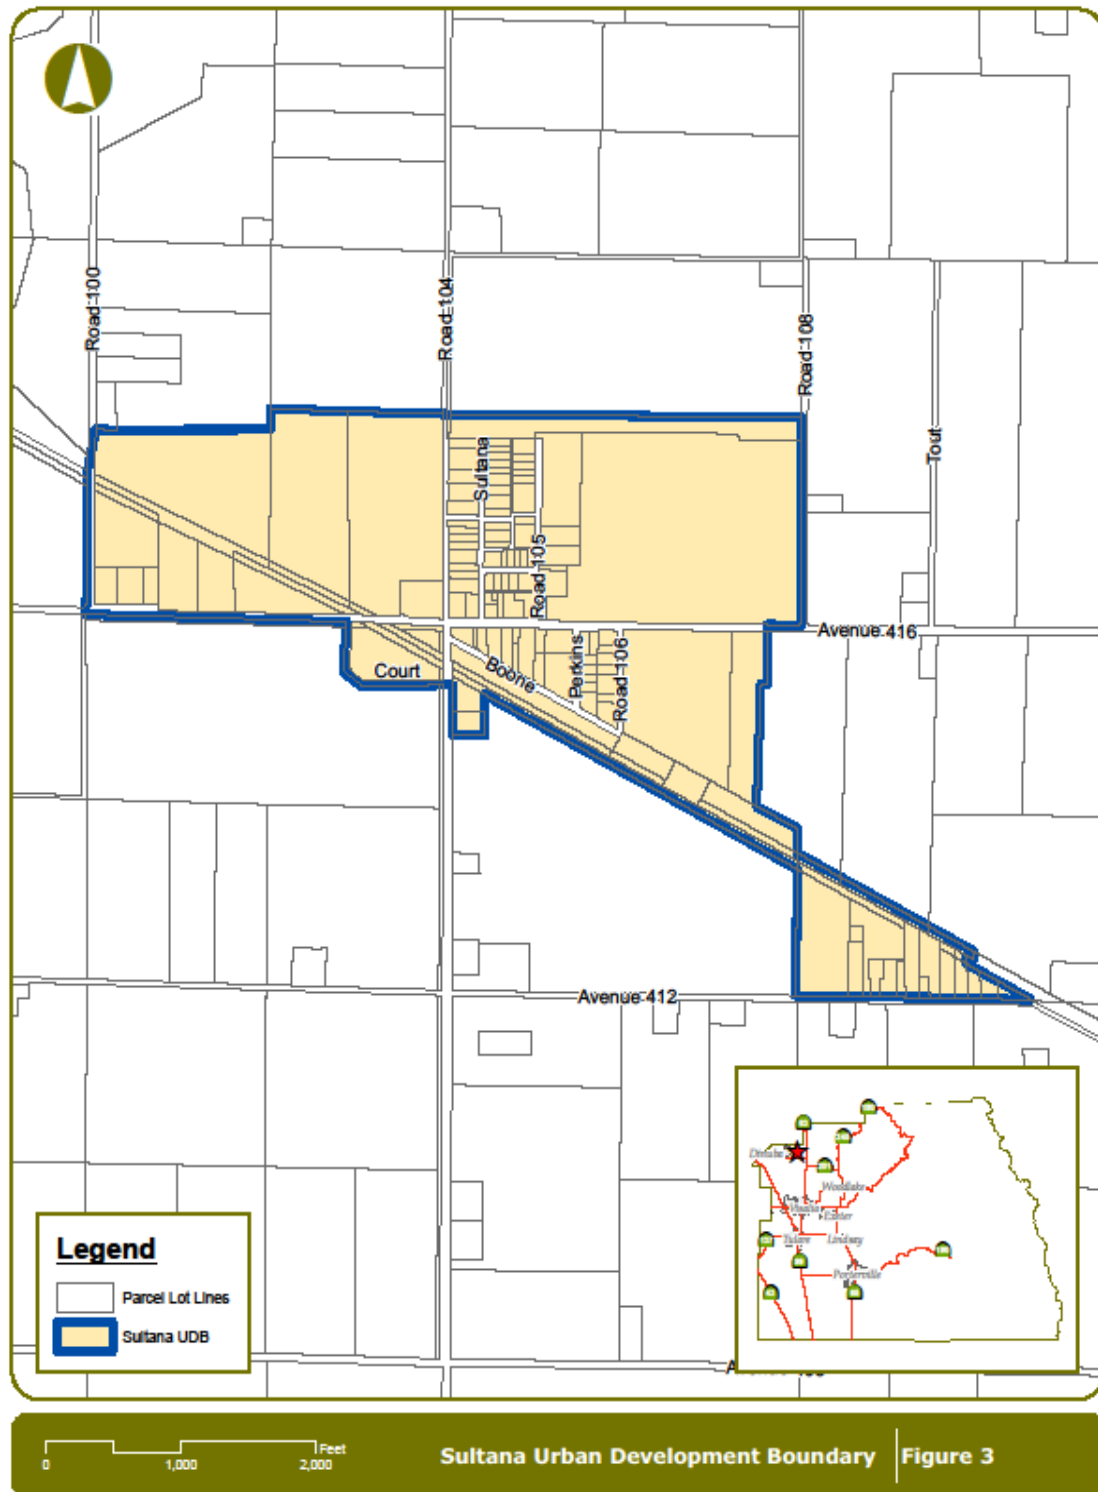 Road 100
Road 104
Road 108
Tout
Sultana
Road 105
Avenue 416
Perkins
Road 106
Boone
Court
Avenue 412
Dinuba
Woodlake
Visalia
Exeter
Tulare
Lindsay
Porterville
Legend
Parcel Lot Lines
Sultana UDB
Feet
0
1,000
2,000
Sultana Urban Development Boundary
Figure 3